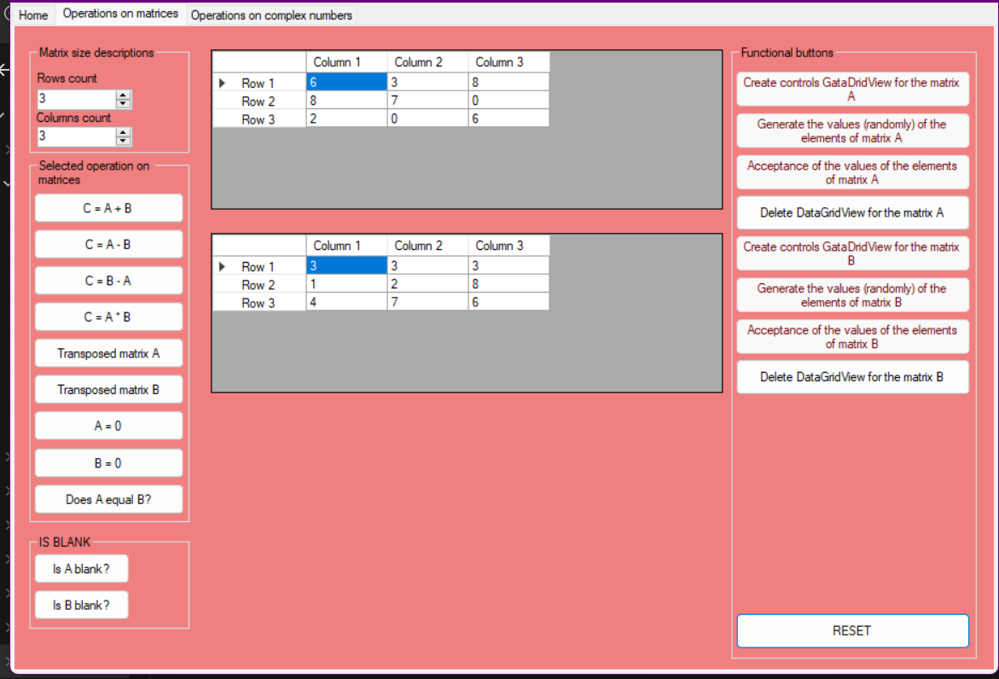 Home Operations on matrices Operations on complex numbers
Matrix size descriptions
Rows count
3
Columns count
3
Selected operation on
matrices
C = A + B
C = A - B
C = B - A
C = A * B
Transposed matrix A
Transposed matrix B
A = 0
B = 0
Does A equal B?
IS BLANK
Is A blank?
Is B blank?
Column 1 Column 2 Column 3
Row 1 6 3 8
Row 2 8 7 0
Row 3 2 0 6
Column 1 Column 2 Column 3
Row 1 3 3 3
Row 2 1 2 8
Row 3 4 7 6
Functional buttons
Create controls GataDridView for the matrix
A
Generate the values (randomly) of the
elements of matrix A
Acceptance of the values of the elements
of matrix A
Delete DataGridView for the matrix A
Create controls GataDridView for the matrix
B
Generate the values (randomly) of the
elements of matrix B
Acceptance of the values of the elements
of matrix B
Delete DataGridView for the matrix B
RESET